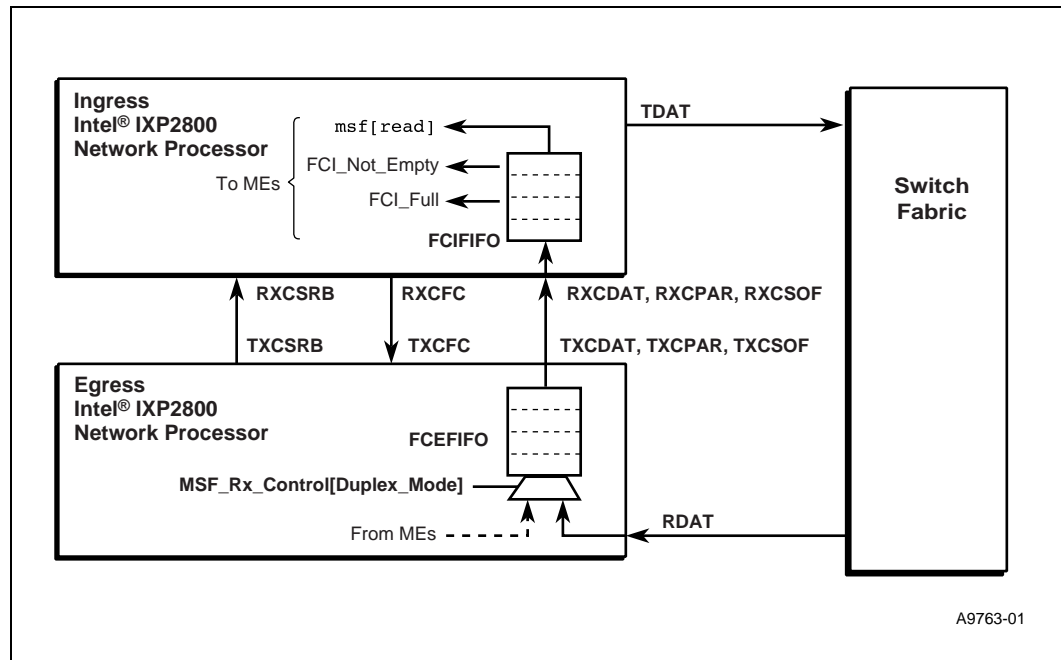 Ingress
Intel® IXP2800
Network Processor
To MEs
msf[read]
FCI_Not_Empty
FCI_Full
FCIFIFO
TDAT
Switch
Fabric
RXCSRB
RXCFC
RXCDAT, RXCPAR, RXCSOF
TXCSRB
TXCFC
TXCDAT, TXCPAR, TXCSOF
Egress
Intel® IXP2800
Network Processor
FCEFIFO
MSF_Rx_Control[Duplex_Mode]
From MEs
RDAT
A9763-01